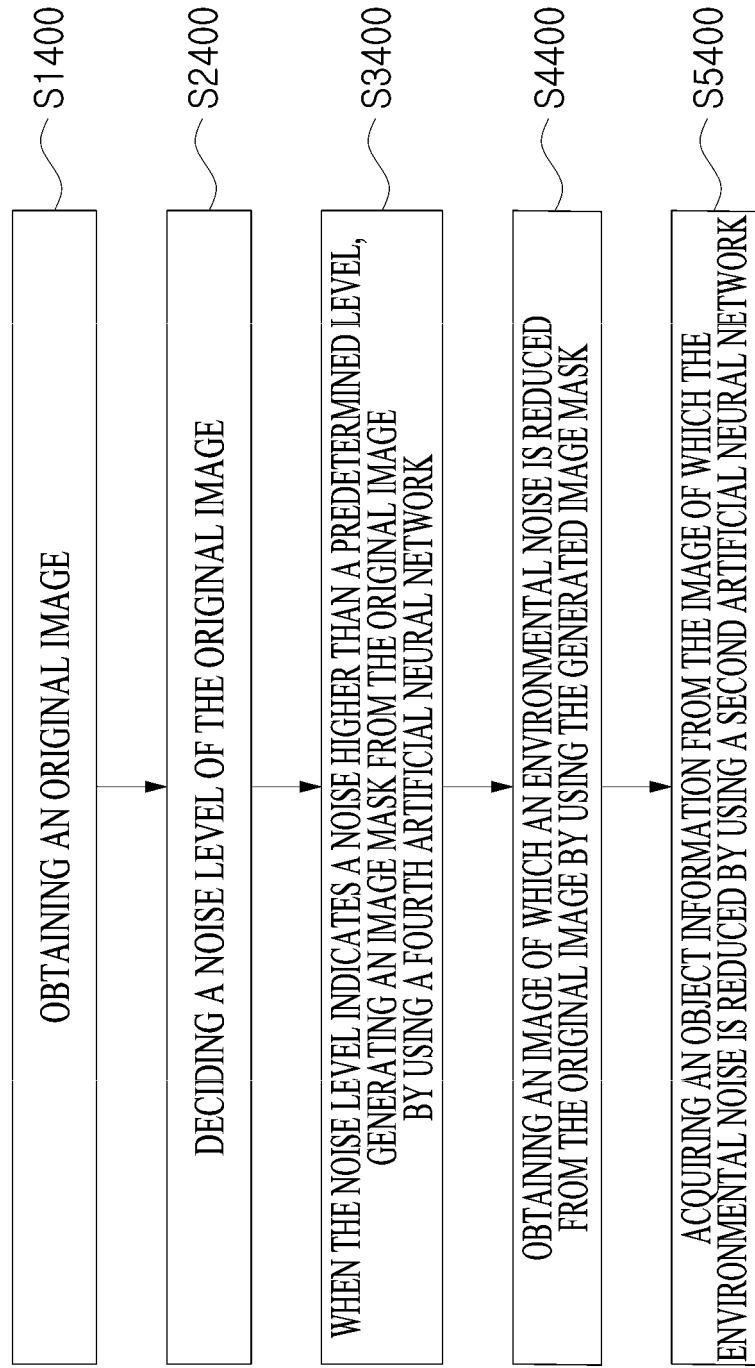 OBTAINING AN ORIGINAL IMAGE
S1400
DECIDING A NOISE LEVEL OF THE ORIGINAL IMAGE
S2400
WHEN THE NOISE LEVEL INDICATES A NOISE HIGHER THAN A PREDETERMINED LEVEL,
GENERATING AN IMAGE MASK FROM THE ORIGINAL IMAGE
BY USING A FOURTH ARTIFICIAL NEURAL NETWORK
S3400
OBTAINING AN IMAGE OF WHICH AN ENVIRONMENTAL NOISE IS REDUCED
FROM THE ORIGINAL IMAGE BY USING THE GENERATED IMAGE MASK
S4400
ACQUIRING AN OBJECT INFORMATION FROM THE IMAGE OF WHICH THE
ENVIRONMENTAL NOISE IS REDUCED BY USING A SECOND ARTIFICIAL NEURAL NETWORK
S5400